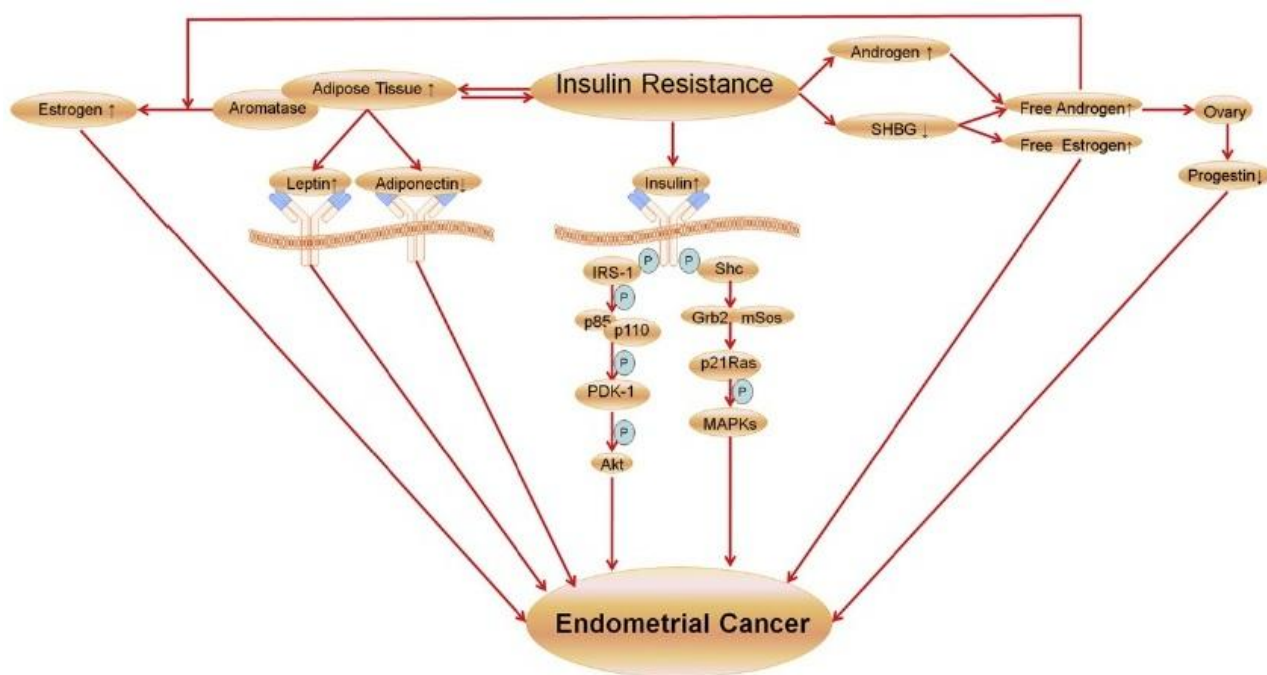 Insulin Resistance
Androgen ↑
Adipose Tissue ↑
Estrogen ↑
Aromatase
Free Androgen↑
Ovary
SHBG ↓
Free Estrogen↑
Leptin↑
Adiponectin↓
Insulin↑
Progestin↓
P
P
IRS-1
Shc
P
p85
p110
Grb2
mSos
P
p21Ras
P
PDK-1
MAPKs
P
Akt
Endometrial Cancer